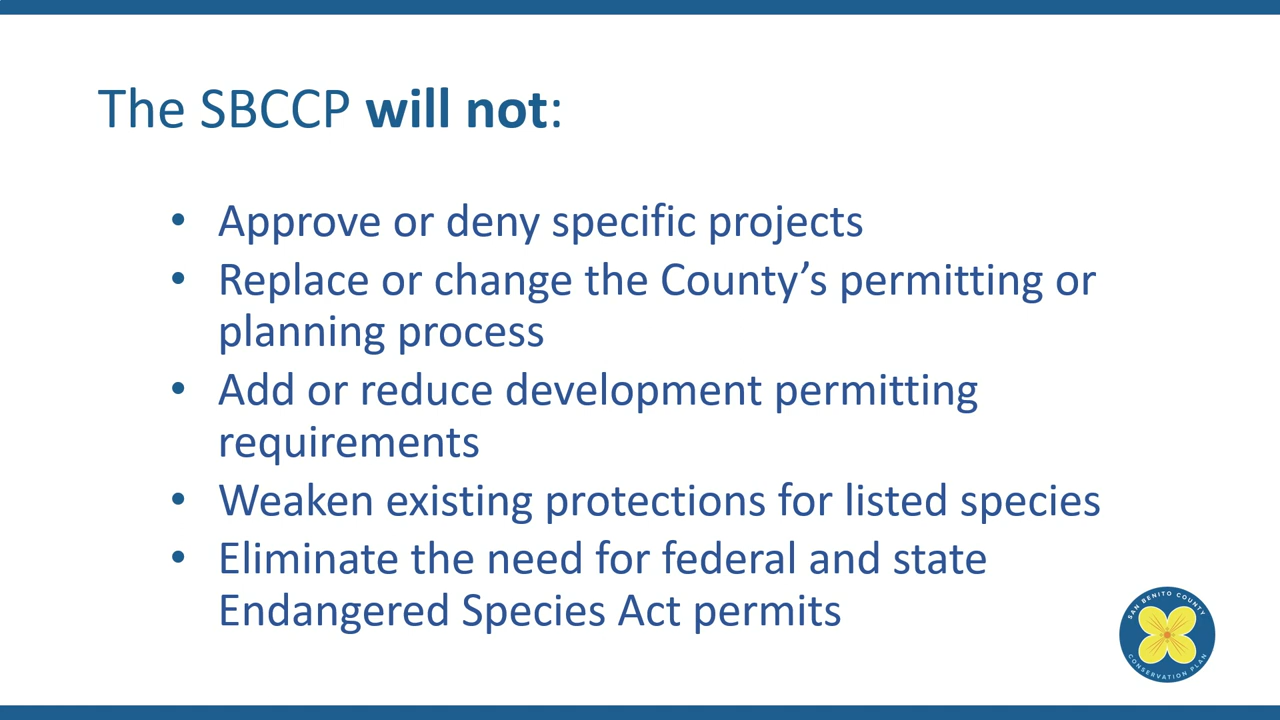 The SBCCP will not:
• Approve or deny specific projects
• Replace or change the County’s permitting or
planning process
• Add or reduce development permitting
requirements
• Weaken existing protections for listed species
• Eliminate the need for federal and state
Endangered Species Act permits
SAN BENITO COUNTY
CONSERVATION PLAN